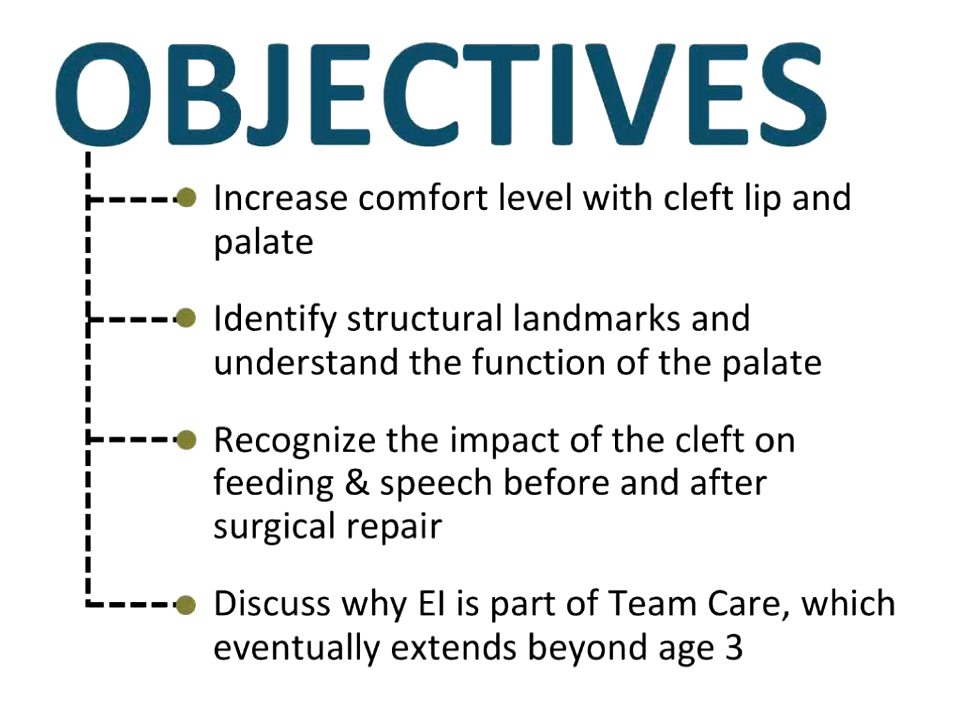 OBJECTIVES
Increase comfort level with cleft lip and
palate
Identify structural landmarks and
understand the function of the palate
Recognize the impact of the cleft on
feeding & speech before and after
surgical repair
Discuss why EI is part of Team Care, which
eventually extends beyond age 3